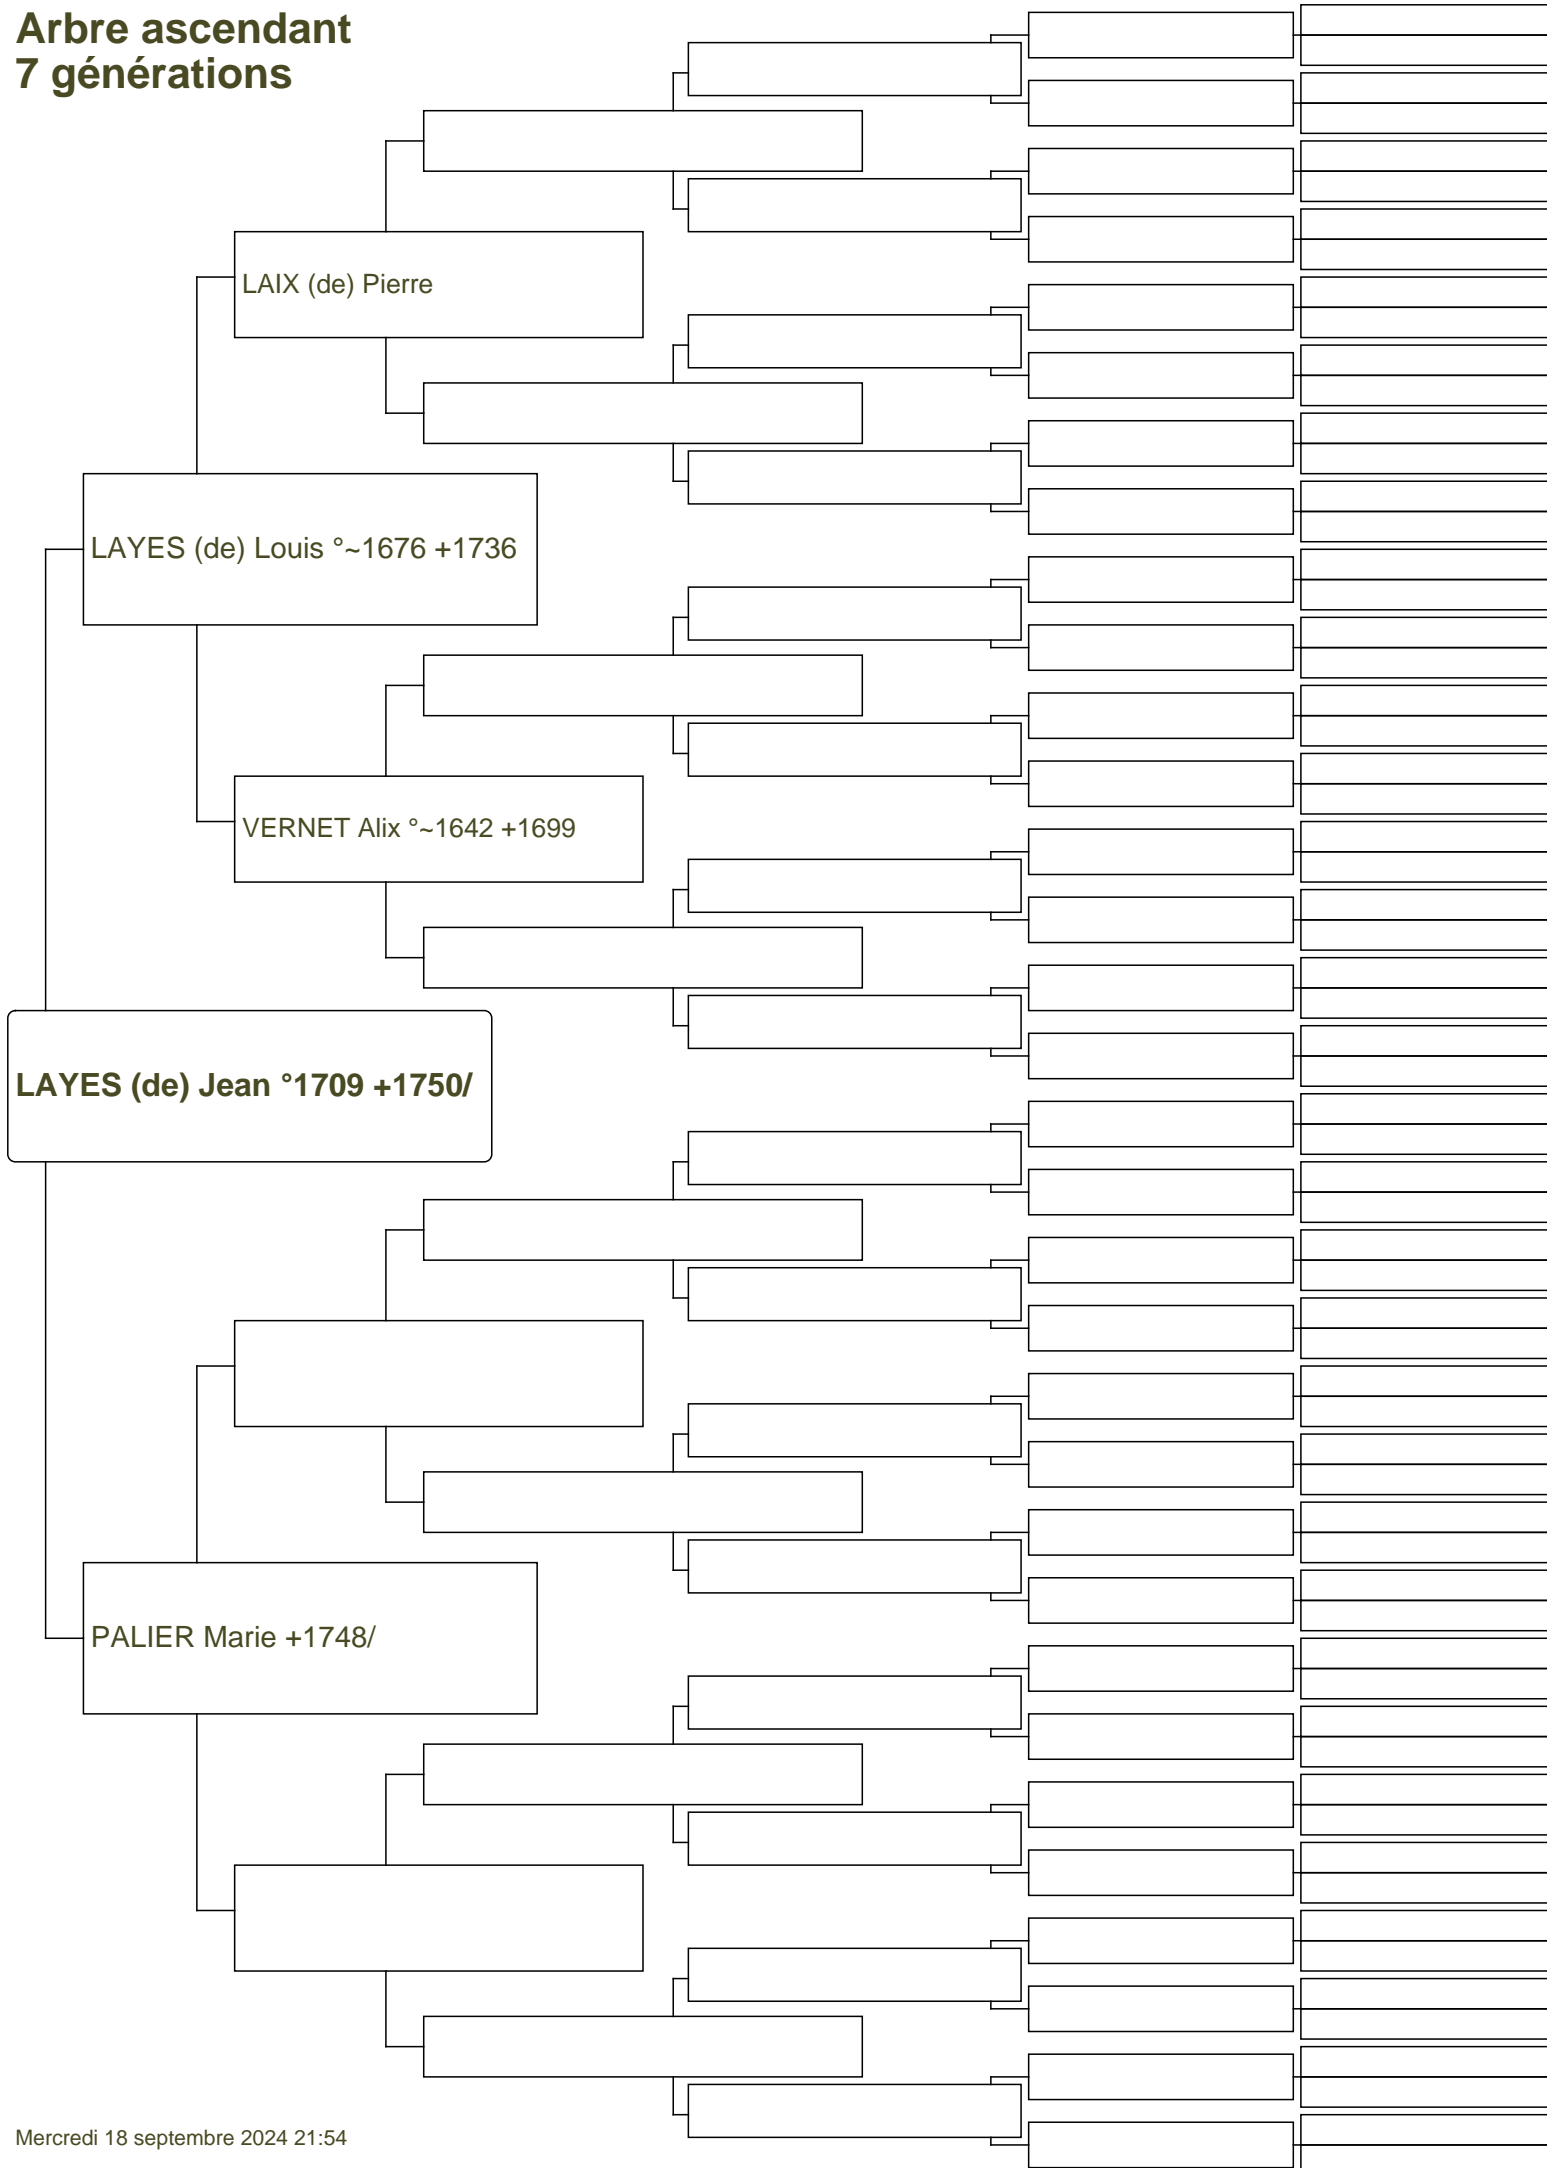 Arbre ascendant
7 générations
LAIX (de) Pierre
LAYES (de) Louis °~1676 +1736
VERNET Alix °~1642 +1699
LAYES (de) Jean °1709 +1750/
PALIER Marie +1748/
Mercredi 18 septembre 2024 21:54